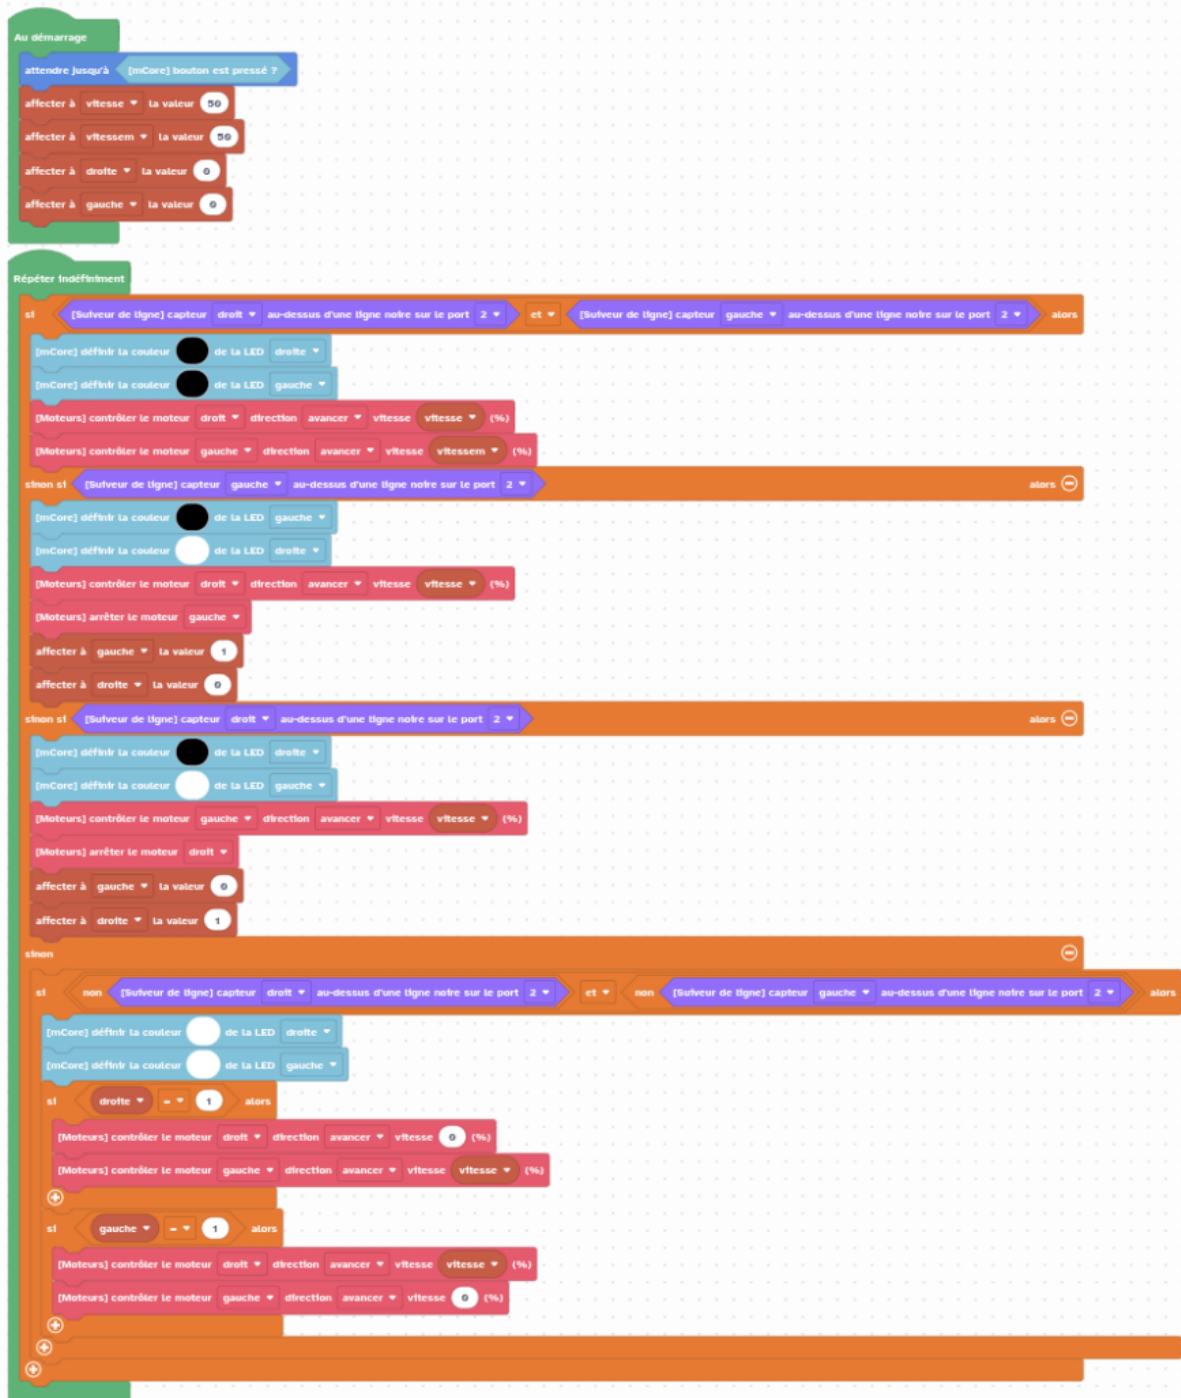 Au démarrage
attendre jusqu'à [mCore] bouton est pressé ?
affecter à vitesse la valeur 50
affecter à vitessem la valeur 50
affecter à droite la valeur 0
affecter à gauche la valeur 0
Répéter indéfiniment
si [Suiveur de ligne] capteur droit au-dessus d'une ligne noire sur le port 2 et [Suiveur de ligne] capteur gauche au-dessus d'une ligne noire sur le port 2 alors
[mCore] définir la couleur de la LED droite
[mCore] définir la couleur de la LED gauche
[Moteurs] contrôler le moteur droit direction avancer vitesse vitesse (%)
[Moteurs] contrôler le moteur gauche direction avancer vitesse vitessem (%)
sinon si [Suiveur de ligne] capteur gauche au-dessus d'une ligne noire sur le port 2 alors
[mCore] définir la couleur de la LED gauche
[mCore] définir la couleur de la LED droite
[Moteurs] contrôler le moteur droit direction avancer vitesse vitesse (%)
[Moteurs] arrêter le moteur gauche
affecter à gauche la valeur 1
affecter à droite la valeur 0
sinon si [Suiveur de ligne] capteur droit au-dessus d'une ligne noire sur le port 2 alors
[mCore] définir la couleur de la LED droite
[mCore] définir la couleur de la LED gauche
[Moteurs] contrôler le moteur gauche direction avancer vitesse vitesse (%)
[Moteurs] arrêter le moteur droit
affecter à gauche la valeur 0
affecter à droite la valeur 1
sinon
si non [Suiveur de ligne] capteur droit au-dessus d'une ligne noire sur le port 2 et non [Suiveur de ligne] capteur gauche au-dessus d'une ligne noire sur le port 2 alors
[mCore] définir la couleur de la LED droite
[mCore] définir la couleur de la LED gauche
si droite = 1 alors
[Moteurs] contrôler le moteur droit direction avancer vitesse 0 (%)
[Moteurs] contrôler le moteur gauche direction avancer vitesse vitesse (%)
si gauche = 1 alors
[Moteurs] contrôler le moteur droit direction avancer vitesse vitesse (%)
[Moteurs] contrôler le moteur gauche direction avancer vitesse 0 (%)